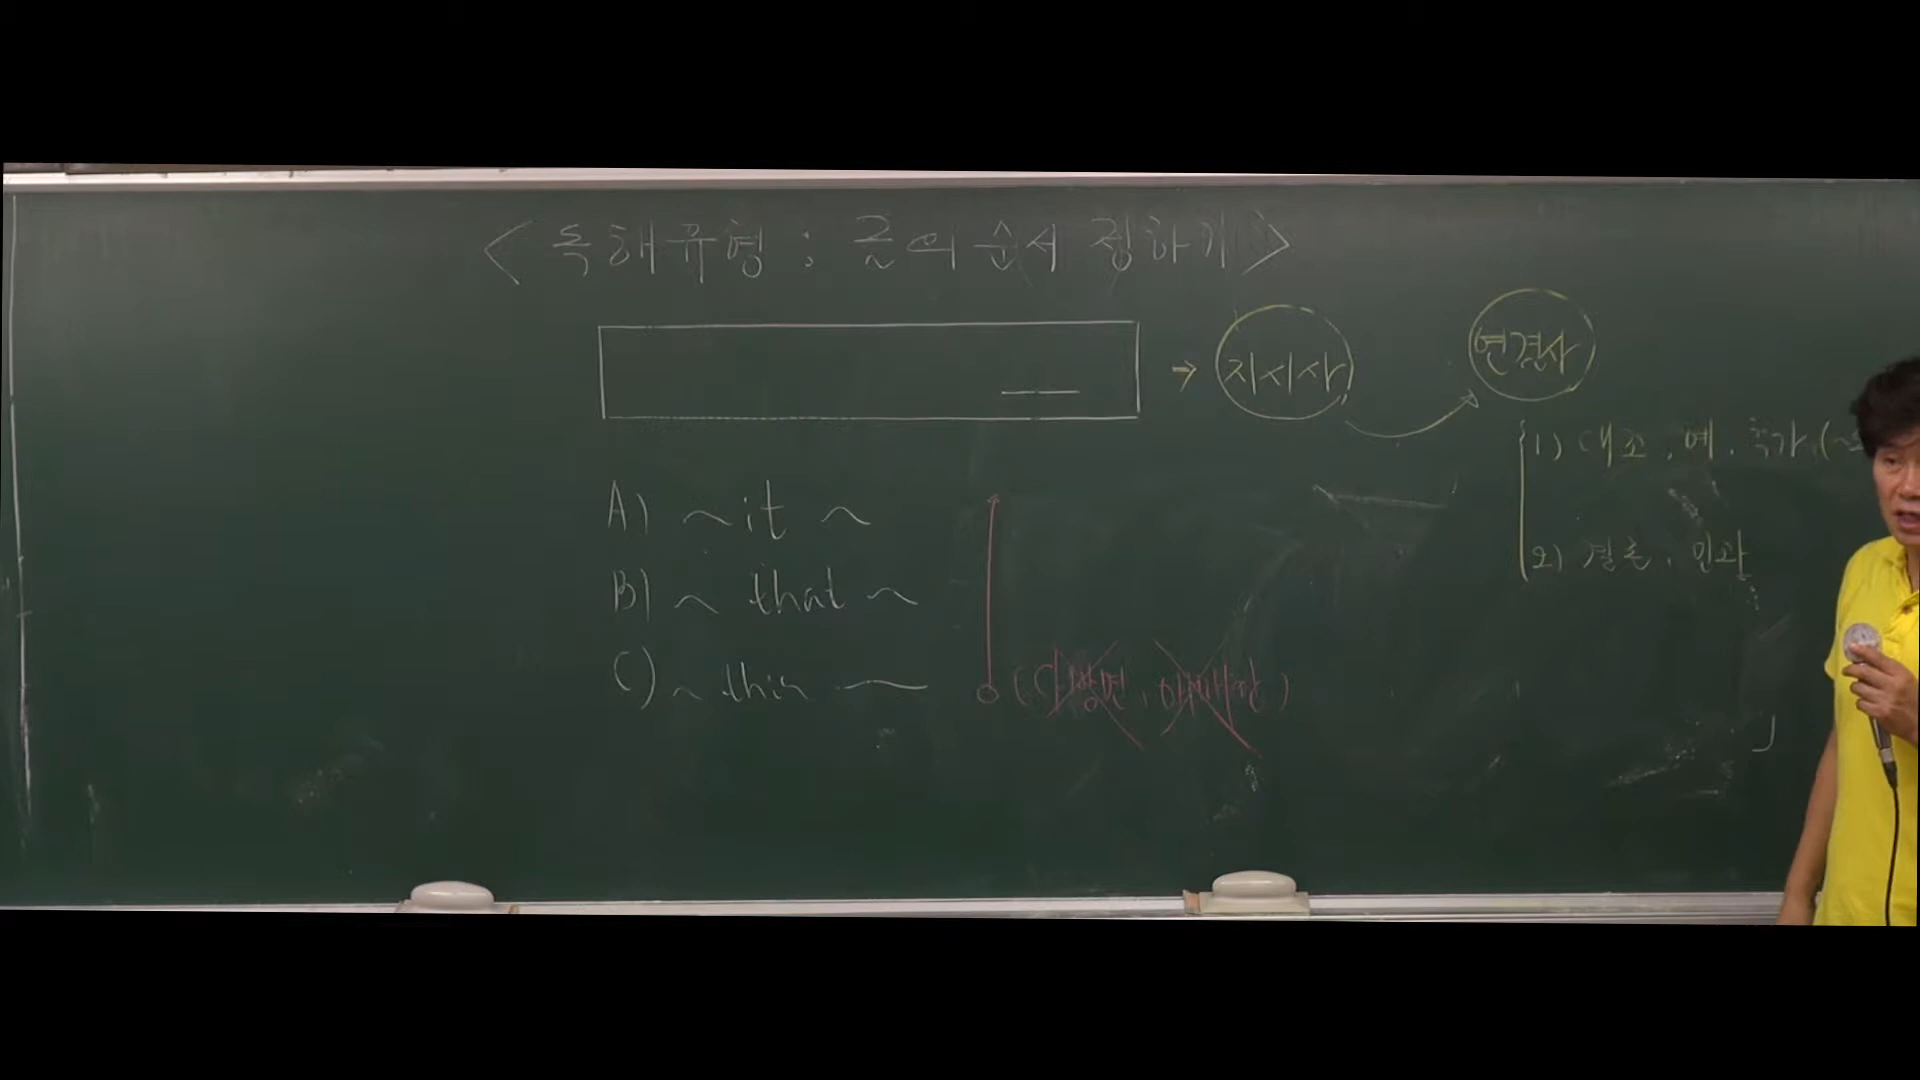 <독해유형 : 글의 순서 정하기>
→ 지시사 연결사
1) 대조, 예, 추가, (~
2) 결론, 인과
A) ~ it ~
B) ~ that ~
C) ~ this ~